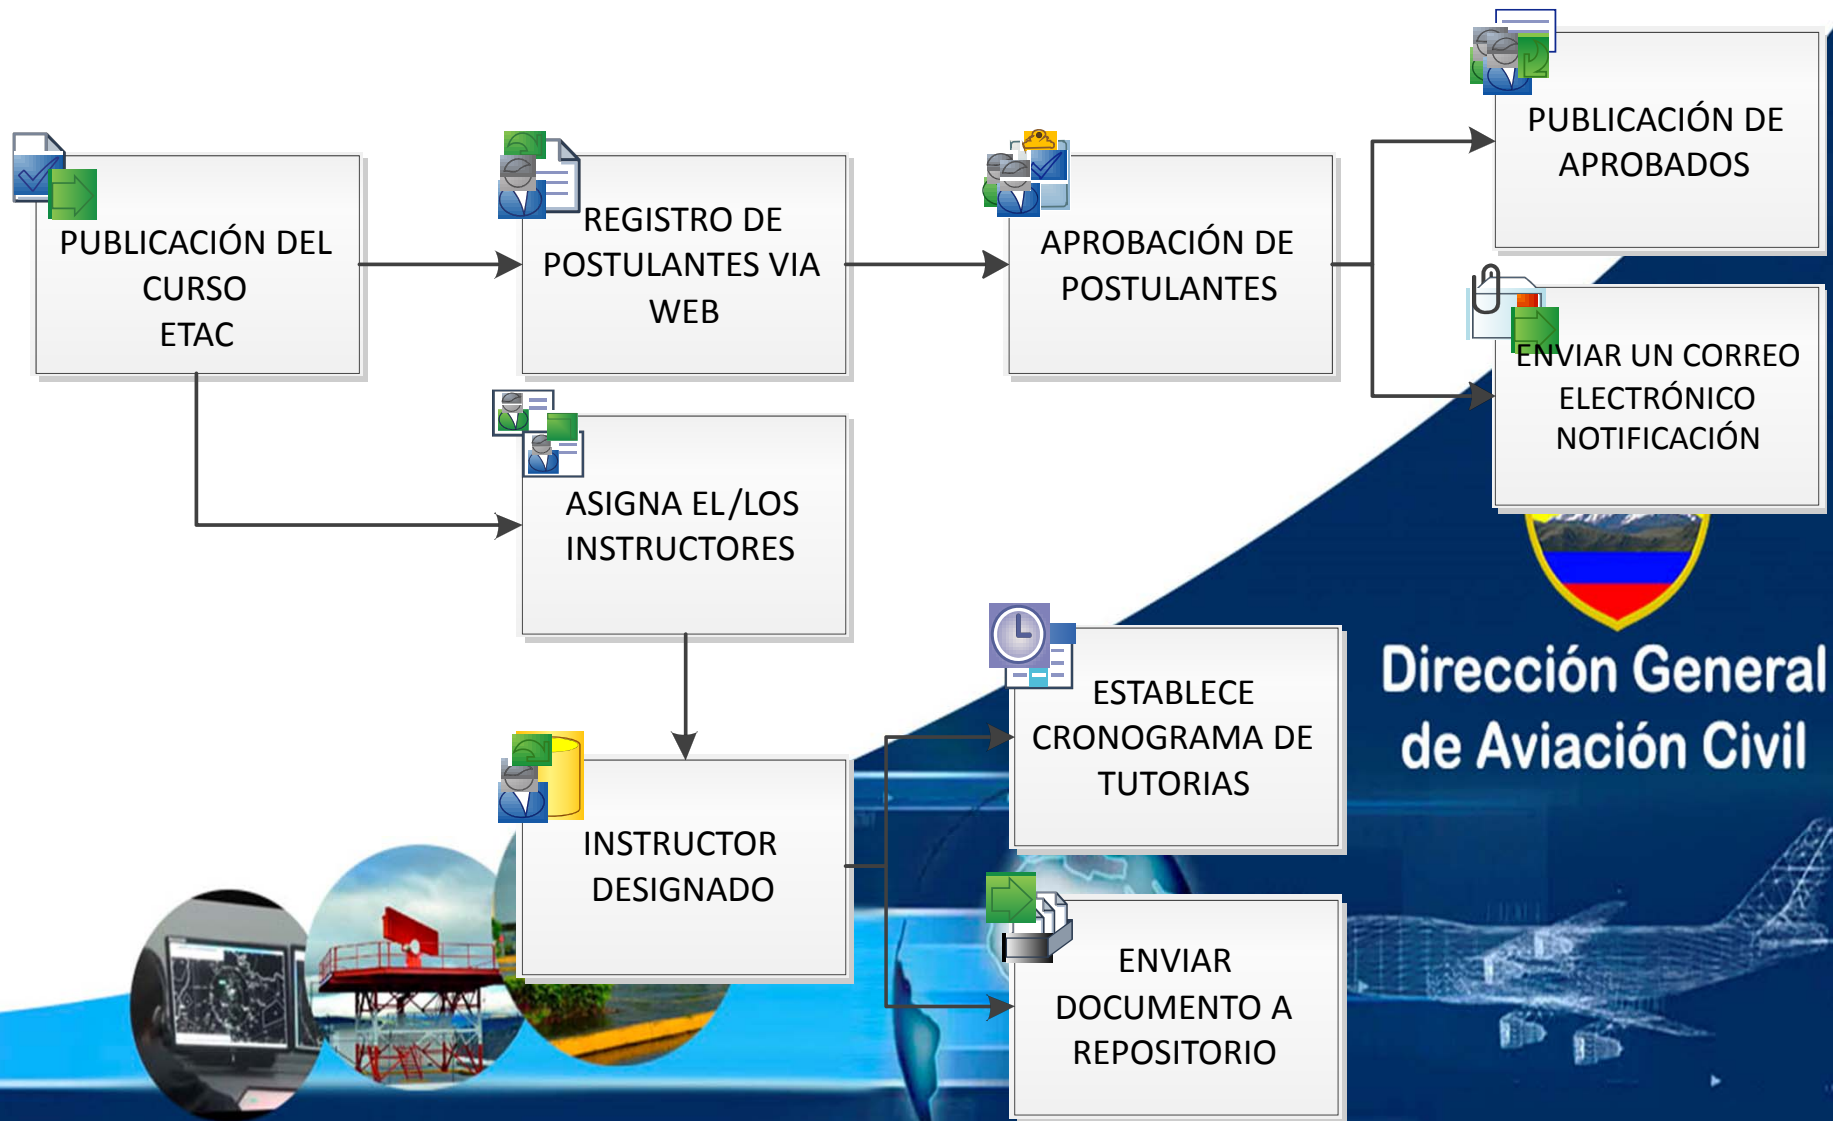 PUBLICACIÓN DEL
CURSO
ETAC
REGISTRO DE
POSTULANTES VIA
WEB
APROBACIÓN DE
POSTULANTES
PUBLICACIÓN DE
APROBADOS
ENVIAR UN CORREO
ELECTRÓNICO
NOTIFICACIÓN
ASIGNA EL/LOS
INSTRUCTORES
INSTRUCTOR
DESIGNADO
ESTABLECE
CRONOGRAMA DE
TUTORIAS
ENVIAR
DOCUMENTO A
REPOSITORIO
Dirección General
de Aviación Civil